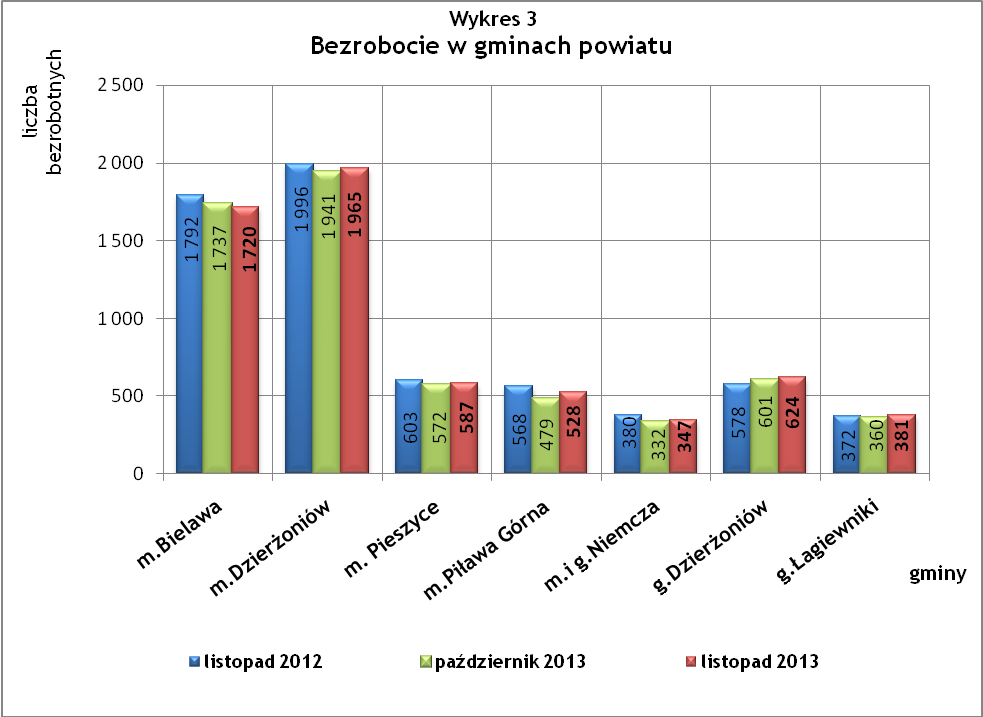 Wykres 3
Bezrobocie w gminach powiatu
liczba
bezrobotnych
2 500
2 000
1 500
1 000
500
0
1 792
1 737
1 720
1 996
1 941
1 965
603
572
587
568
479
528
380
332
347
578
601
624
372
360
381
m.Bielawa
m.Dzierżoniów
m. Pieszyce
m.Piława Górna
m.i g.Niemcza
g.Dzierżoniów
g.Łagiewniki
gminy
listopad 2012
październik 2013
listopad 2013